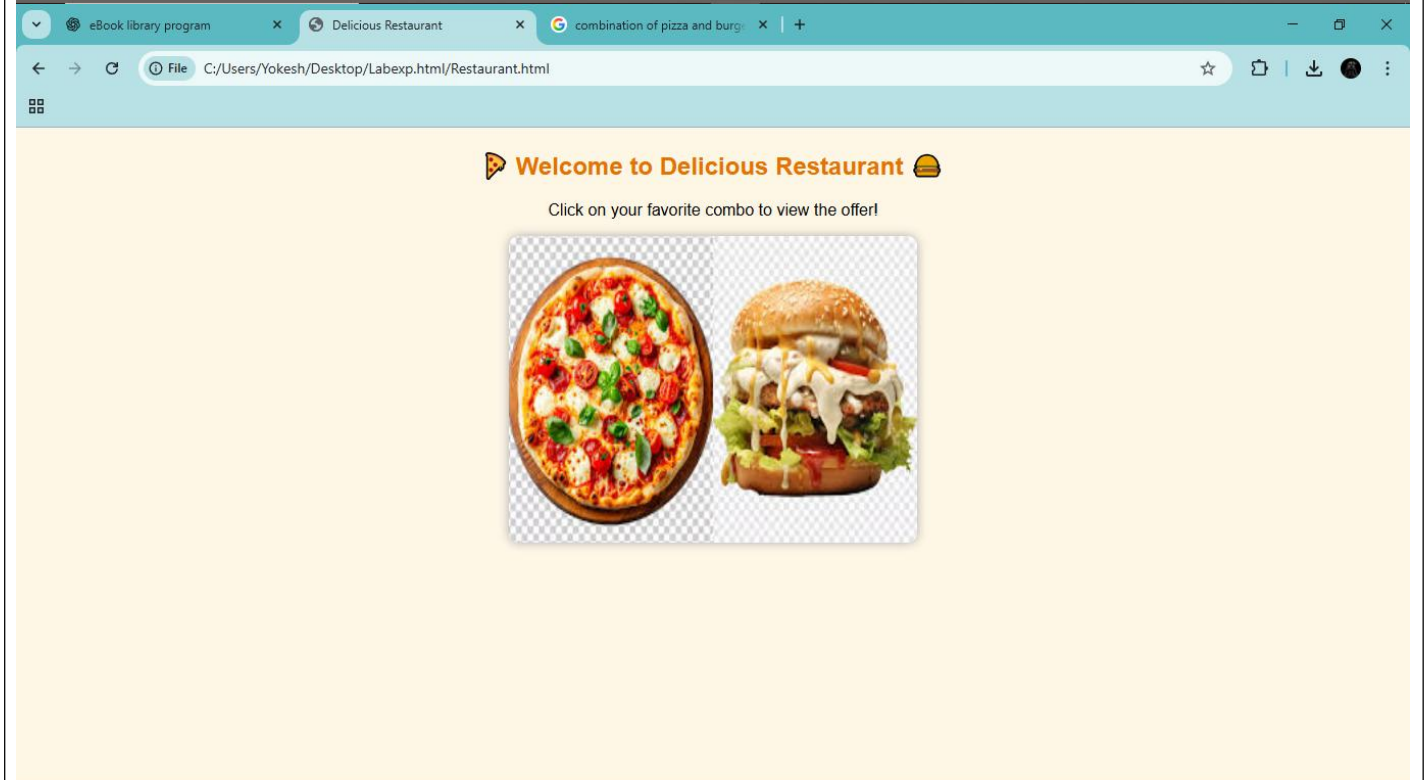 eBook library program
Delicious Restaurant
combination of pizza and burge
File C:/Users/Yokesh/Desktop/Labexp.html/Restaurant.html
🍕 Welcome to Delicious Restaurant 🍔
Click on your favorite combo to view the offer!